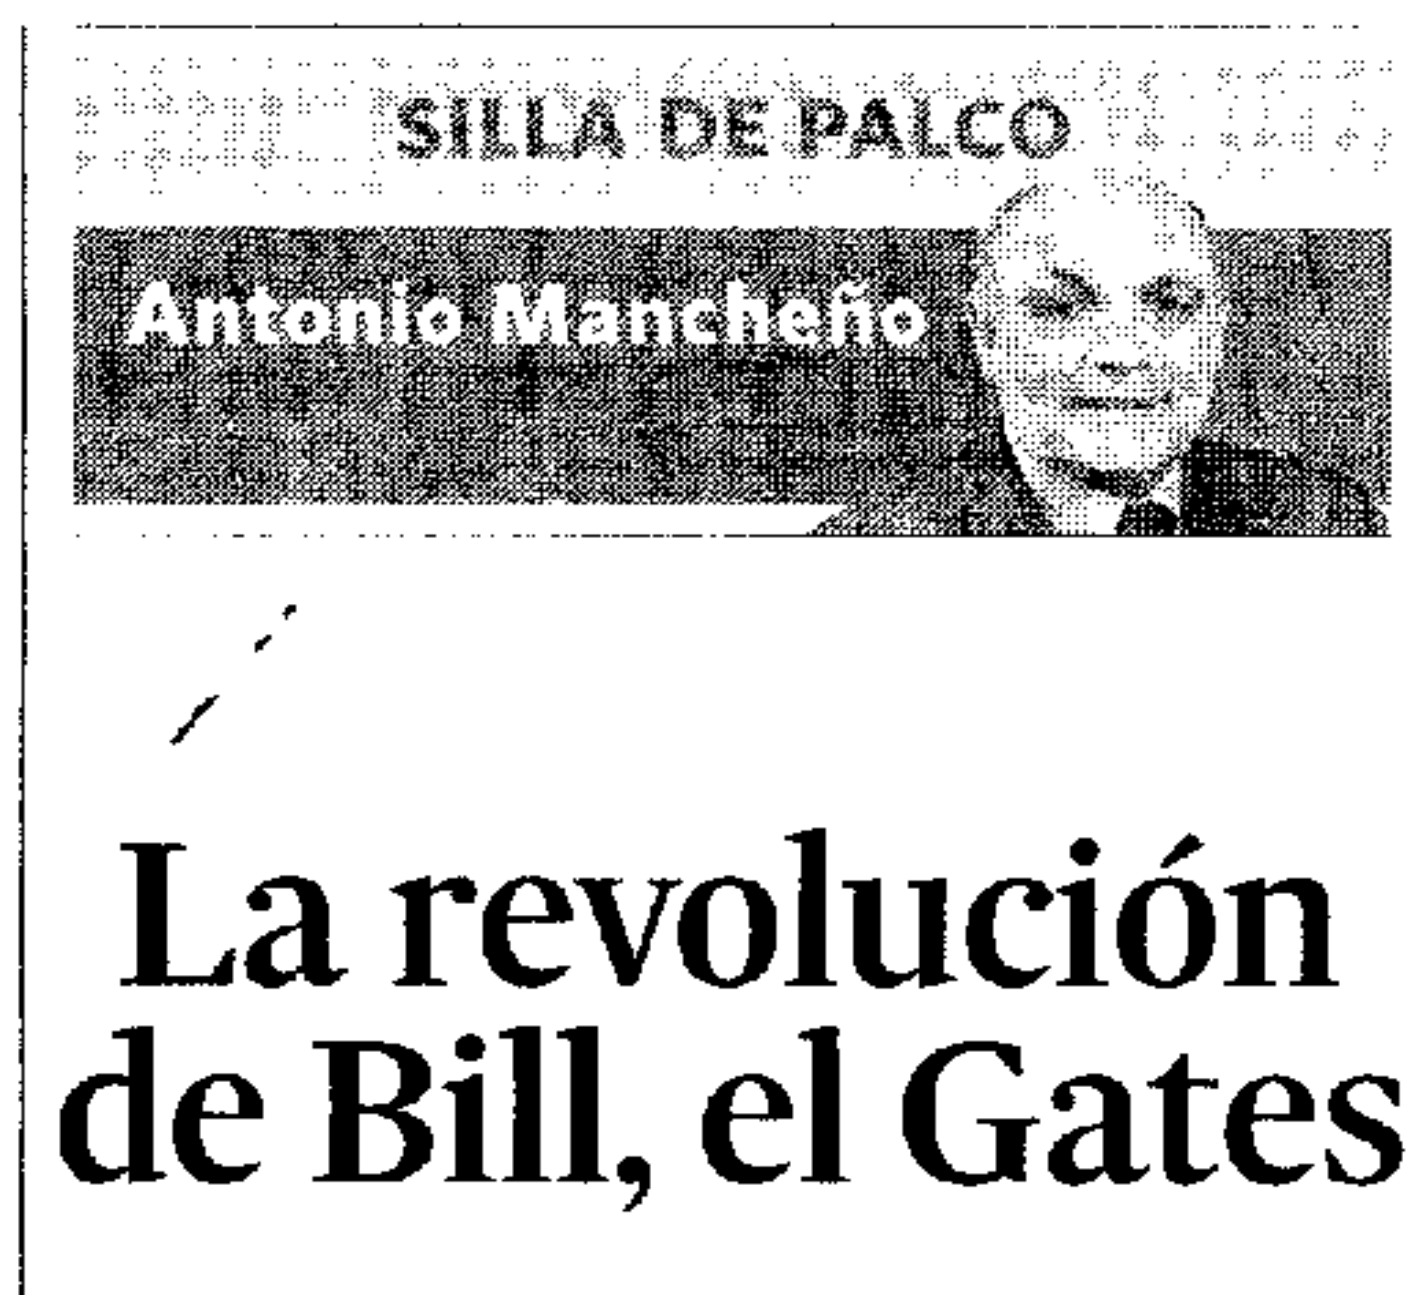 SILLA DE PALCO
Antonio Mancheño
La revolución
de Bill, el Gates